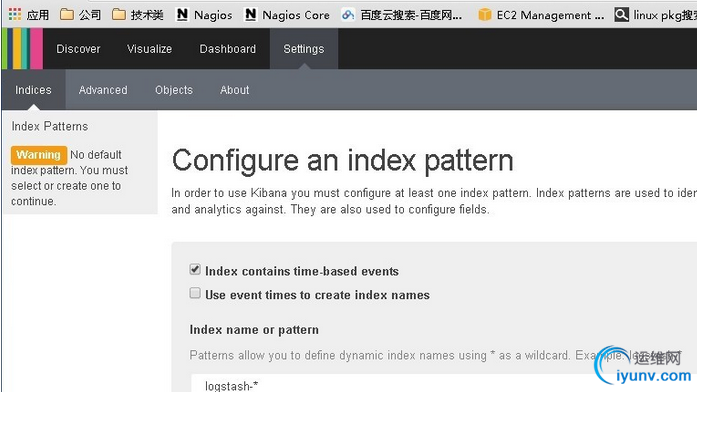 应用 公司 技术类 Nagios Nagios Core 百度云搜索-百度网... EC2 Management ... linux pkg搜
Discover Visualize Dashboard Settings
Indices Advanced Objects About
Index Patterns
Warning No default
index pattern. You must
select or create one to
continue.
Configure an index pattern
In order to use Kibana you must configure at least one index pattern. Index patterns are used to
and analytics against. They are also used to configure fields.
Index contains time-based events
Use event times to create index names
Index name or pattern
Patterns allow you to define dynamic index names using * as a wildcard. Example:
logstash-*
运维网
iyunv.com